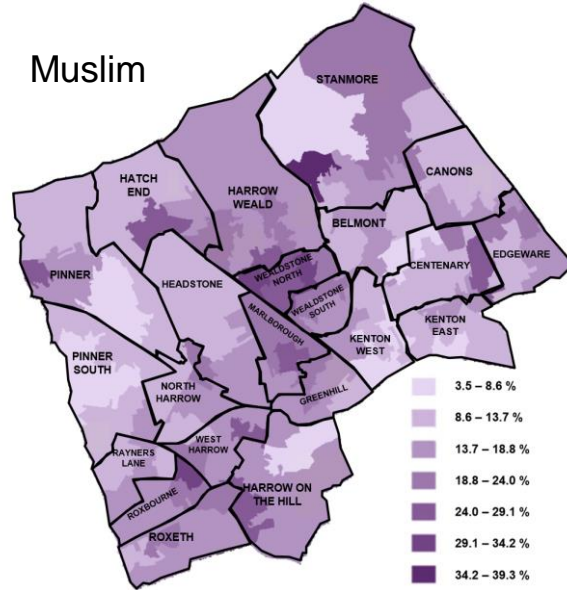 Muslim
STANMORE
HATCH
END
CANONS
HARROW
WEALD
BELMONT
EDGEWARE
PINNER
WEALDSTONE
NORTH
CENTENARY
HEADSTONE
WEALDSTONE
SOUTH
MARLBOROUGH
KENTON
EAST
KENTON
WEST
PINNER
SOUTH
NORTH
HARROW
GREENHILL
3.5 – 8.6 %
8.6 – 13.7 %
WEST
HARROW
RAYNERS
LANE
13.7 – 18.8 %
18.8 – 24.0 %
HARROW ON
THE HILL
ROXBOURNE
24.0 – 29.1 %
ROXETH
29.1 – 34.2 %
34.2 – 39.3 %